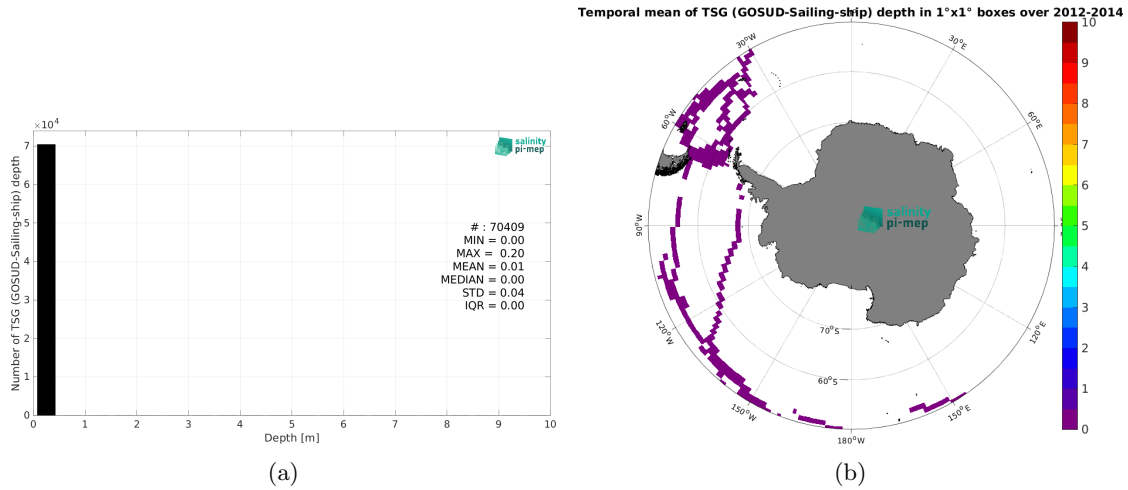 ×10⁴
7
6
5
4
3
2
1
0
Number of TSG (GOSUD-Sailing-ship) depth
salinity
pi-mep
# : 70409
MIN = 0.00
MAX = 0.20
MEAN = 0.01
MEDIAN = 0.00
STD = 0.04
IQR = 0.00
0 1 2 3 4 5 6 7 8 9 10
Depth [m]
(a)
Temporal mean of TSG (GOSUD-Sailing-ship) depth in 1°x1° boxes over 2012-2014
30°W
30°E
60°W
60°E
90°W
salinity
pi-mep
120°W
120°E
70°S
60°S
150°W
150°E
180°W
10
9
8
7
6
5
4
3
2
1
0
(b)